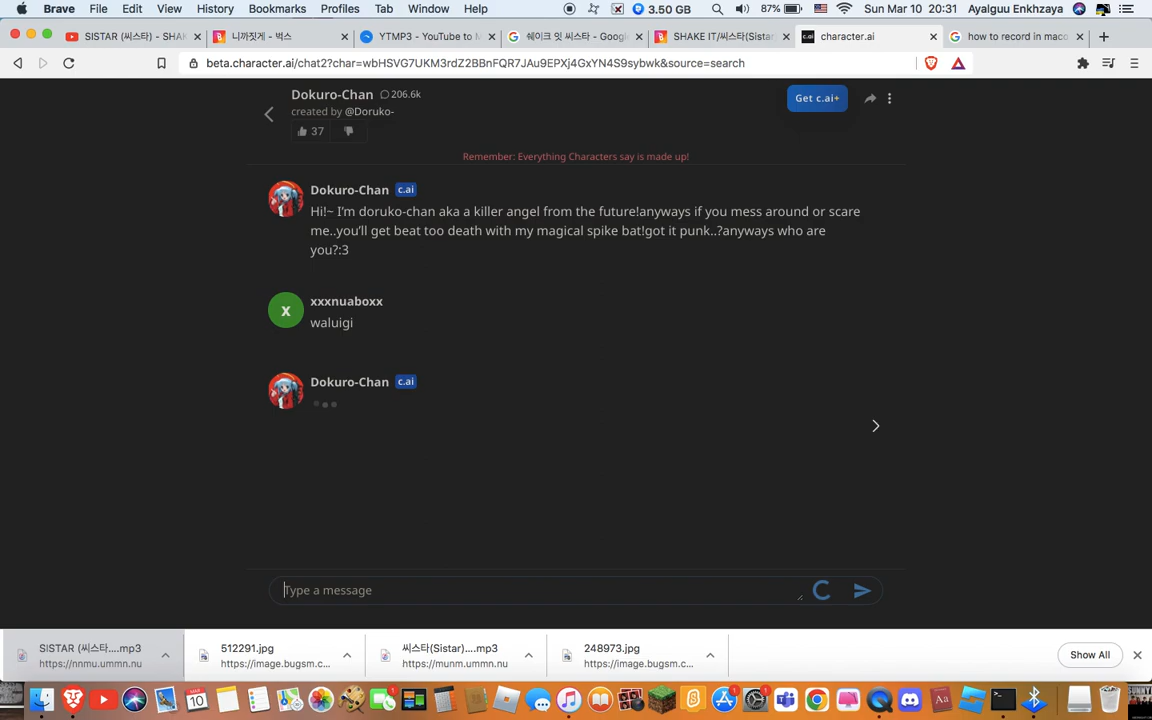 Brave File Edit View History Bookmarks Profiles Tab Window Help 3.50 GB 87% Sun Mar 10 20:31 Ayalguu Enkhzaya
SISTAR (씨스타) - SHAK 니까짓게 - 벅스 YTMP3 - YouTube to M 쉐이크 잇 씨스타 - Googl SHAKE IT/씨스타(Sistar character.ai how to record in maco
beta.character.ai/chat2?char=wbHSVG7UKM3rdZ2BBnFQR7JAu9EPXj4GxYN4S9sybwk&source=search
Dokuro-Chan 206.6k
created by @Doruko-
37
Get c.ai+
Remember: Everything Characters say is made up!
Dokuro-Chan c.ai
Hi!~ I'm doruko-chan aka a killer angel from the future!anyways if you mess around or scare
me..you'll get beat too death with my magical spike bat!got it punk..?anyways who are
you?:3
x
xxxnuaboxx
waluigi
Dokuro-Chan c.ai
Type a message
SISTAR (씨스타....mp3 512291.jpg 씨스타(Sistar)....mp3 248973.jpg
https://nnmu.ummn.nu https://image.bugsm.c... https://munm.ummn.nu https://image.bugsm.c...
Show All